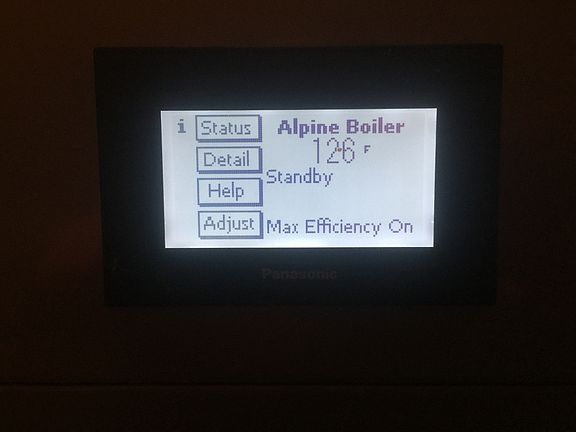 i Status Alpine Boiler
126 F
Detail
Standby
Help
Adjust Max Efficiency On
Panasonic